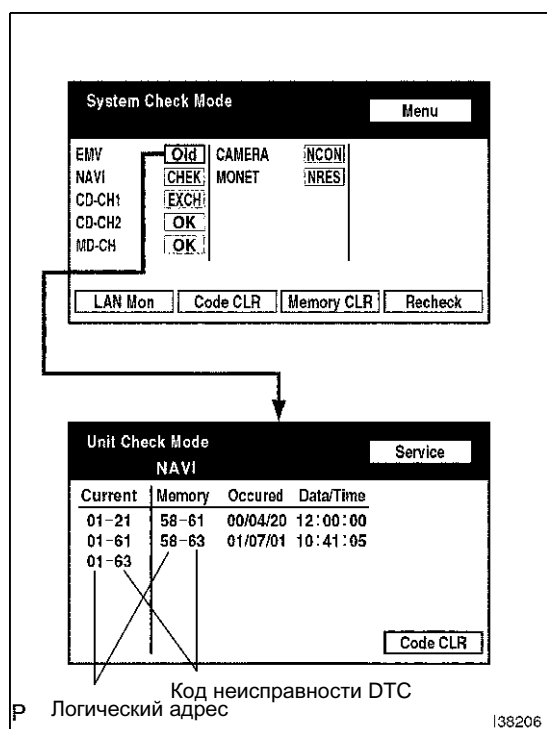 System Check Mode
Menu
EMV Old CAMERA NCON
NAVI CHEK MONET NRES
CD-CH1 EXCH
CD-CH2 OK
MD-CH OK
LAN Mon Code CLR Memory CLR Recheck
Unit Check Mode
Service
NAVI
Current Memory Occured Data/Time
01-21 58-61 00/04/20 12:00:00
01-61 58-63 01/07/01 10:41:05
01-63
Code CLR
Код неисправности DTC
P Логический адрес
I38206